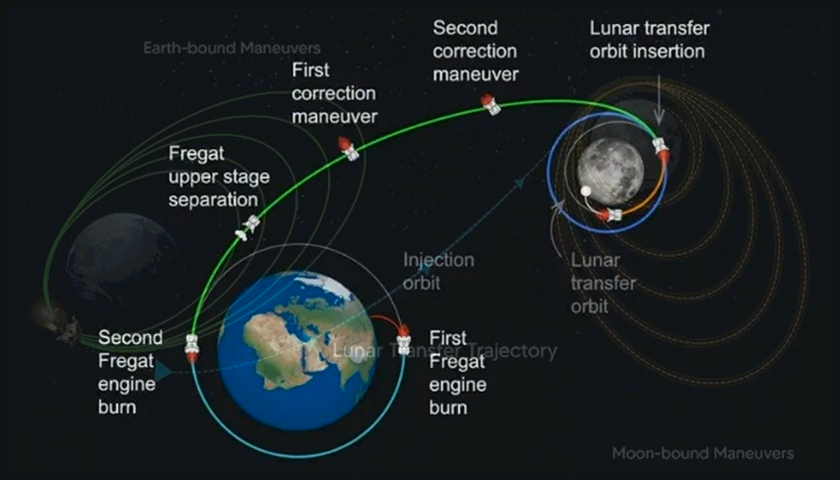 Earth-bound Maneuvers
Second
correction
maneuver
Lunar transfer
orbit insertion
First
correction
maneuver
Fregat
upper stage
separation
Injection
orbit
Lunar
transfer
orbit
Second
Fregat
engine
burn
Lunar Transfer Trajectory
First
Fregat
engine
burn
Moon-bound Maneuvers